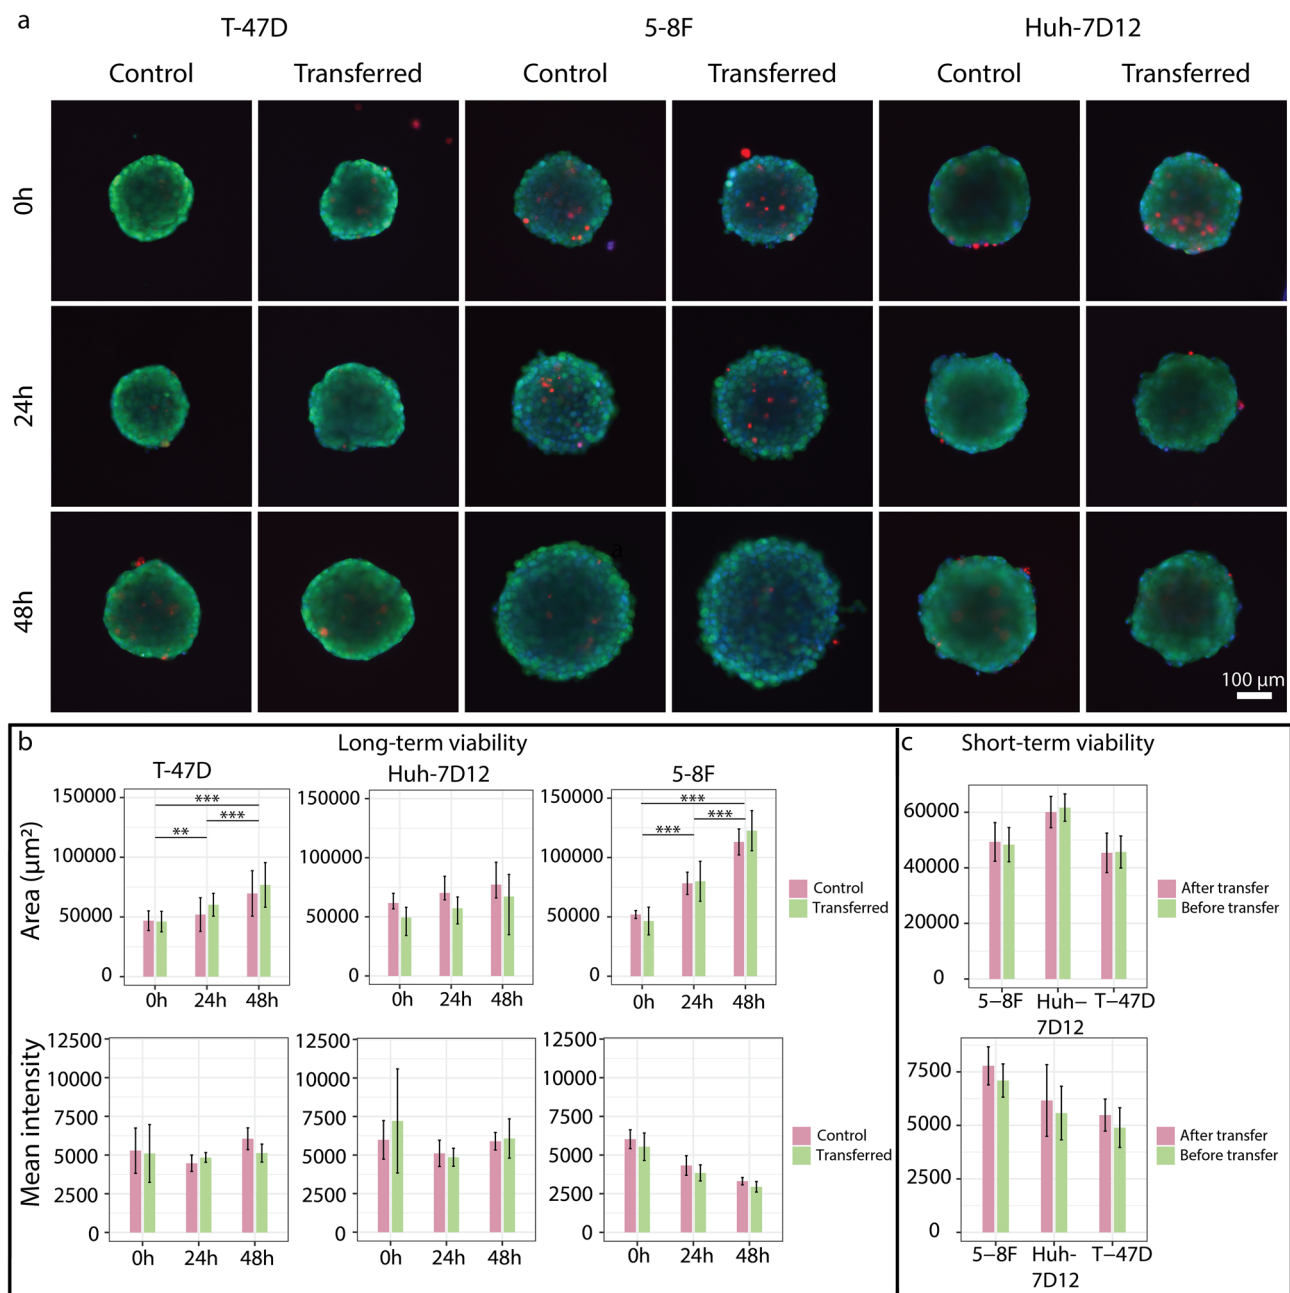 a
T-47D 5-8F Huh-7D12
Control Transferred Control Transferred Control Transferred
0h
24h
a
48h
100 µm
b Long-term viability
T-47D Huh-7D12 5-8F
Area (µm²)
150000
100000
50000
0
*** *** **
0h 24h 48h
150000
100000
50000
0
0h 24h 48h
150000
100000
50000
0
*** *** ***
0h 24h 48h
Control
Transferred
Mean intensity
12500
10000
7500
5000
2500
0
0h 24h 48h
12500
10000
7500
5000
2500
0
0h 24h 48h
12500
10000
7500
5000
2500
0
0h 24h 48h
Control
Transferred
c Short-term viability
60000
40000
20000
0
5–8F Huh– T–47D
7D12
After transfer
Before transfer
7500
5000
2500
0
5–8F Huh- T–47D
7D12
After transfer
Before transfer